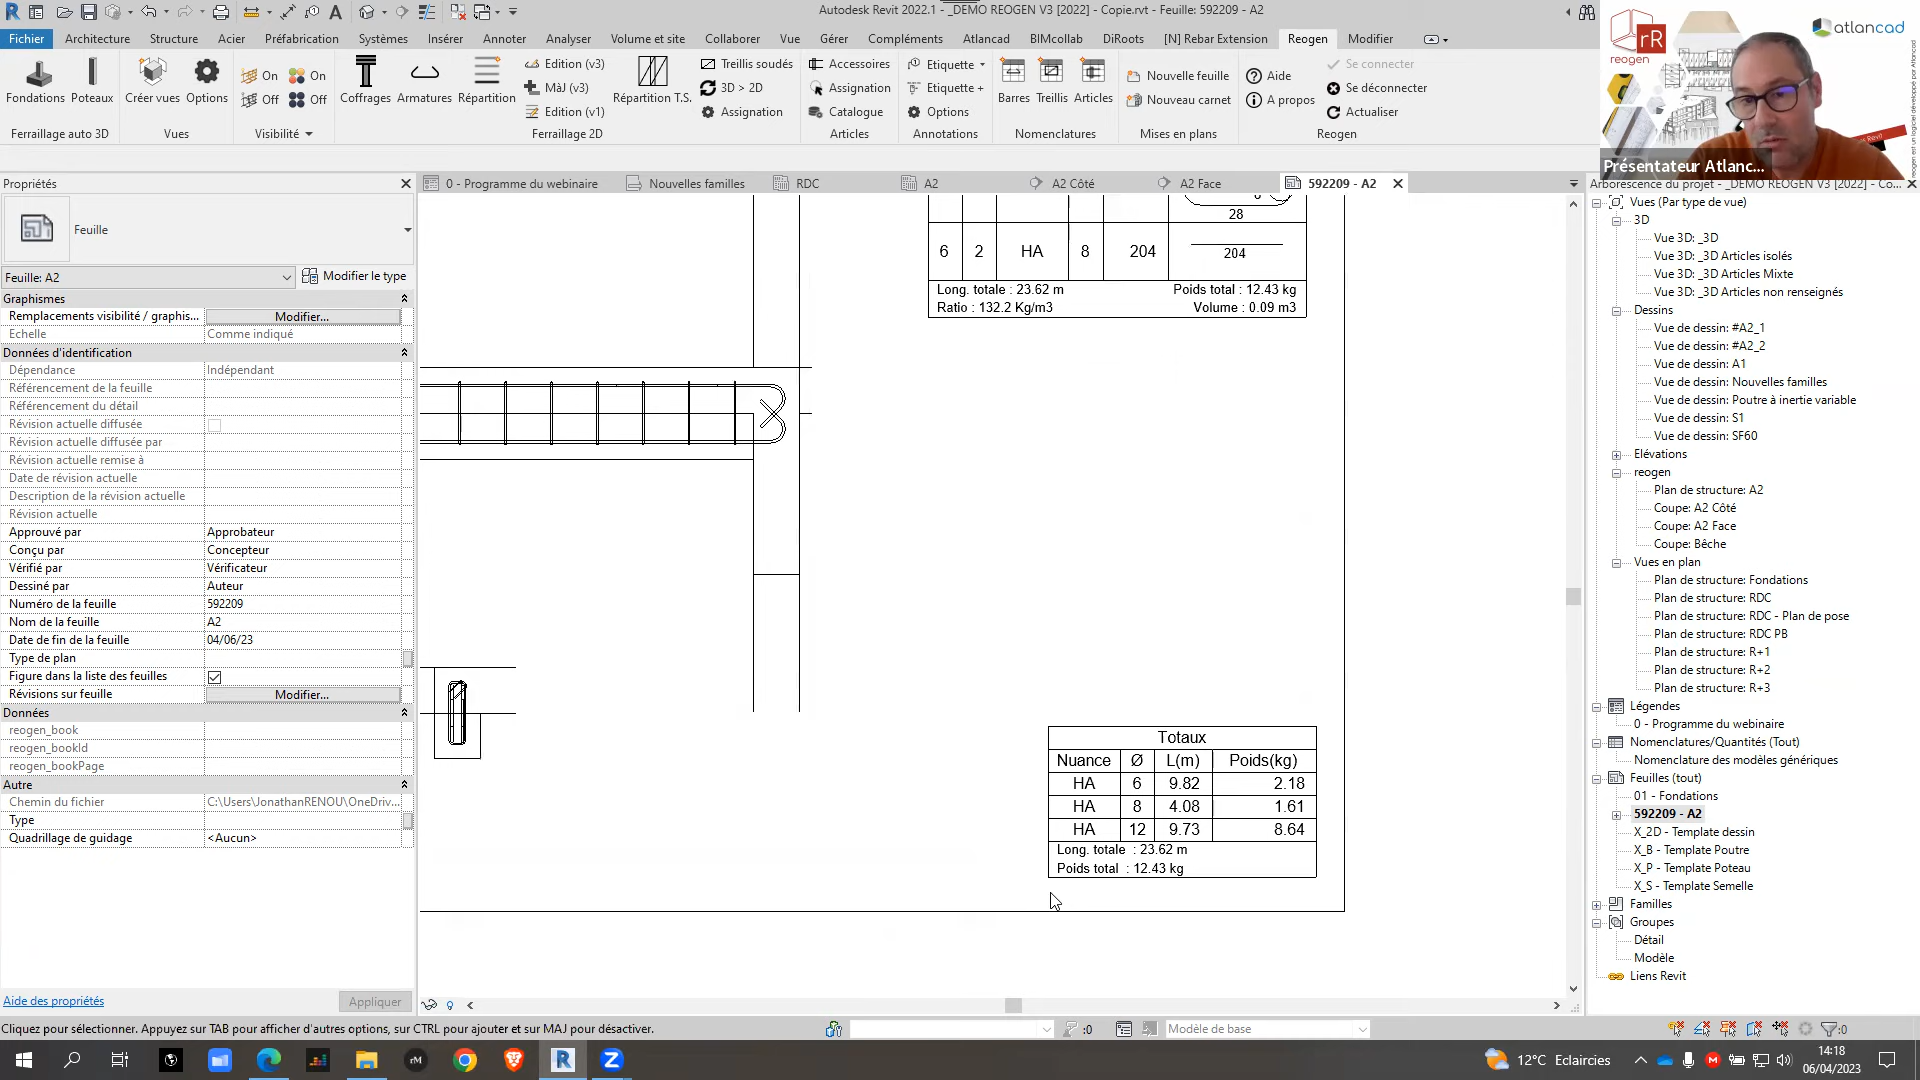 Autodesk Revit 2022.1 - _DEMO REOGEN V3 [2022] - Copie.rvt - Feuille: 592209 - A2
Fichier Architecture Structure Acier Préfabrication Systèmes Insérer Annoter Analyser Volume et site Collaborer Vue Gérer Compléments Atlancad BIMcollab DiRoots [N] Rebar Extension Reogen Modifier
Fondations Poteaux
Ferraillage auto 3D
Créer vues Options
Vues
On On
Off Off
Visibilité
Coffrages Armatures Répartition
Edition (v3)
MàJ (v3)
Edition (v1)
Répartition T.S.
Treillis soudés
3D > 2D
Assignation
Ferraillage 2D
Accessoires
Assignation
Catalogue
Articles
Etiquette
Etiquette +
Options
Annotations
Barres Treillis Articles
Nomenclatures
Nouvelle feuille
Nouveau carnet
Mises en plans
Aide
A propos
Se connecter
Se déconnecter
Actualiser
Reogen
rR
reogen
atlancad
Présentateur Atlanc...
Propriétés
Feuille
Feuille: A2 Modifier le type
Graphismes
Remplacements visibilité / graphis... Modifier...
Echelle Comme indiqué
Données d'identification
Dépendance Indépendant
Référencement de la feuille
Référencement du détail
Révision actuelle diffusée
Révision actuelle diffusée par
Révision actuelle remise à
Date de révision actuelle
Description de la révision actuelle
Révision actuelle
Approuvé par Approbateur
Conçu par Concepteur
Vérifié par Vérificateur
Dessiné par Auteur
Numéro de la feuille 592209
Nom de la feuille A2
Date de fin de la feuille 04/06/23
Type de plan
Figure dans la liste des feuilles
Révisions sur feuille Modifier...
Données
reogen_book
reogen_bookId
reogen_bookPage
Autre
Chemin du fichier C:\Users\JonathanRENOU\OneDriv...
Type
Quadrillage de guidage <Aucun>
Aide des propriétés Appliquer
0 - Programme du webinaire Nouvelles familles RDC A2 A2 Côté A2 Face 592209 - A2
28
6 2 HA 8 204 204
Long. totale : 23.62 m Poids total : 12.43 kg
Ratio : 132.2 Kg/m3 Volume : 0.09 m3
Totaux
Nuance Ø L(m) Poids(kg)
HA 6 9.82 2.18
HA 8 4.08 1.61
HA 12 9.73 8.64
Long. totale : 23.62 m
Poids total : 12.43 kg
Arborescence du projet - _DEMO REOGEN V3 [2022] - Co...
Vues (Par type de vue)
3D
Vue 3D: _3D
Vue 3D: _3D Articles isolés
Vue 3D: _3D Articles Mixte
Vue 3D: _3D Articles non renseignés
Dessins
Vue de dessin: #A2_1
Vue de dessin: #A2_2
Vue de dessin: A1
Vue de dessin: Nouvelles familles
Vue de dessin: Poutre à inertie variable
Vue de dessin: S1
Vue de dessin: SF60
Elévations
reogen
Plan de structure: A2
Coupe: A2 Côté
Coupe: A2 Face
Coupe: Bêche
Vues en plan
Plan de structure: Fondations
Plan de structure: RDC
Plan de structure: RDC - Plan de pose
Plan de structure: RDC PB
Plan de structure: R+1
Plan de structure: R+2
Plan de structure: R+3
Légendes
0 - Programme du webinaire
Nomenclatures/Quantités (Tout)
Nomenclature des modèles génériques
Feuilles (tout)
01 - Fondations
592209 - A2
X_2D - Template dessin
X_B - Template Poutre
X_P - Template Poteau
X_S - Template Semelle
Familles
Groupes
Détail
Modèle
Liens Revit
Cliquez pour sélectionner. Appuyez sur TAB pour afficher d'autres options, sur CTRL pour ajouter et sur MAJ pour désactiver.
:0
Modèle de base
:0
12°C Eclaircies
14:18
06/04/2023